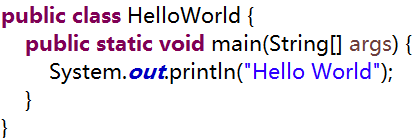 public class HelloWorld {
    public static void main(String[] args) {
        System.out.println("Hello World");
    }
}